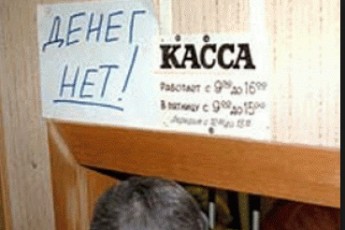 ДЕНЕГ
НЕТ!
КАССА
РАБОТАЕТ С 9⁰⁰ ДО 16⁰⁰
В ПЯТНИЦУ С 9⁰⁰ ДО 15⁰⁰